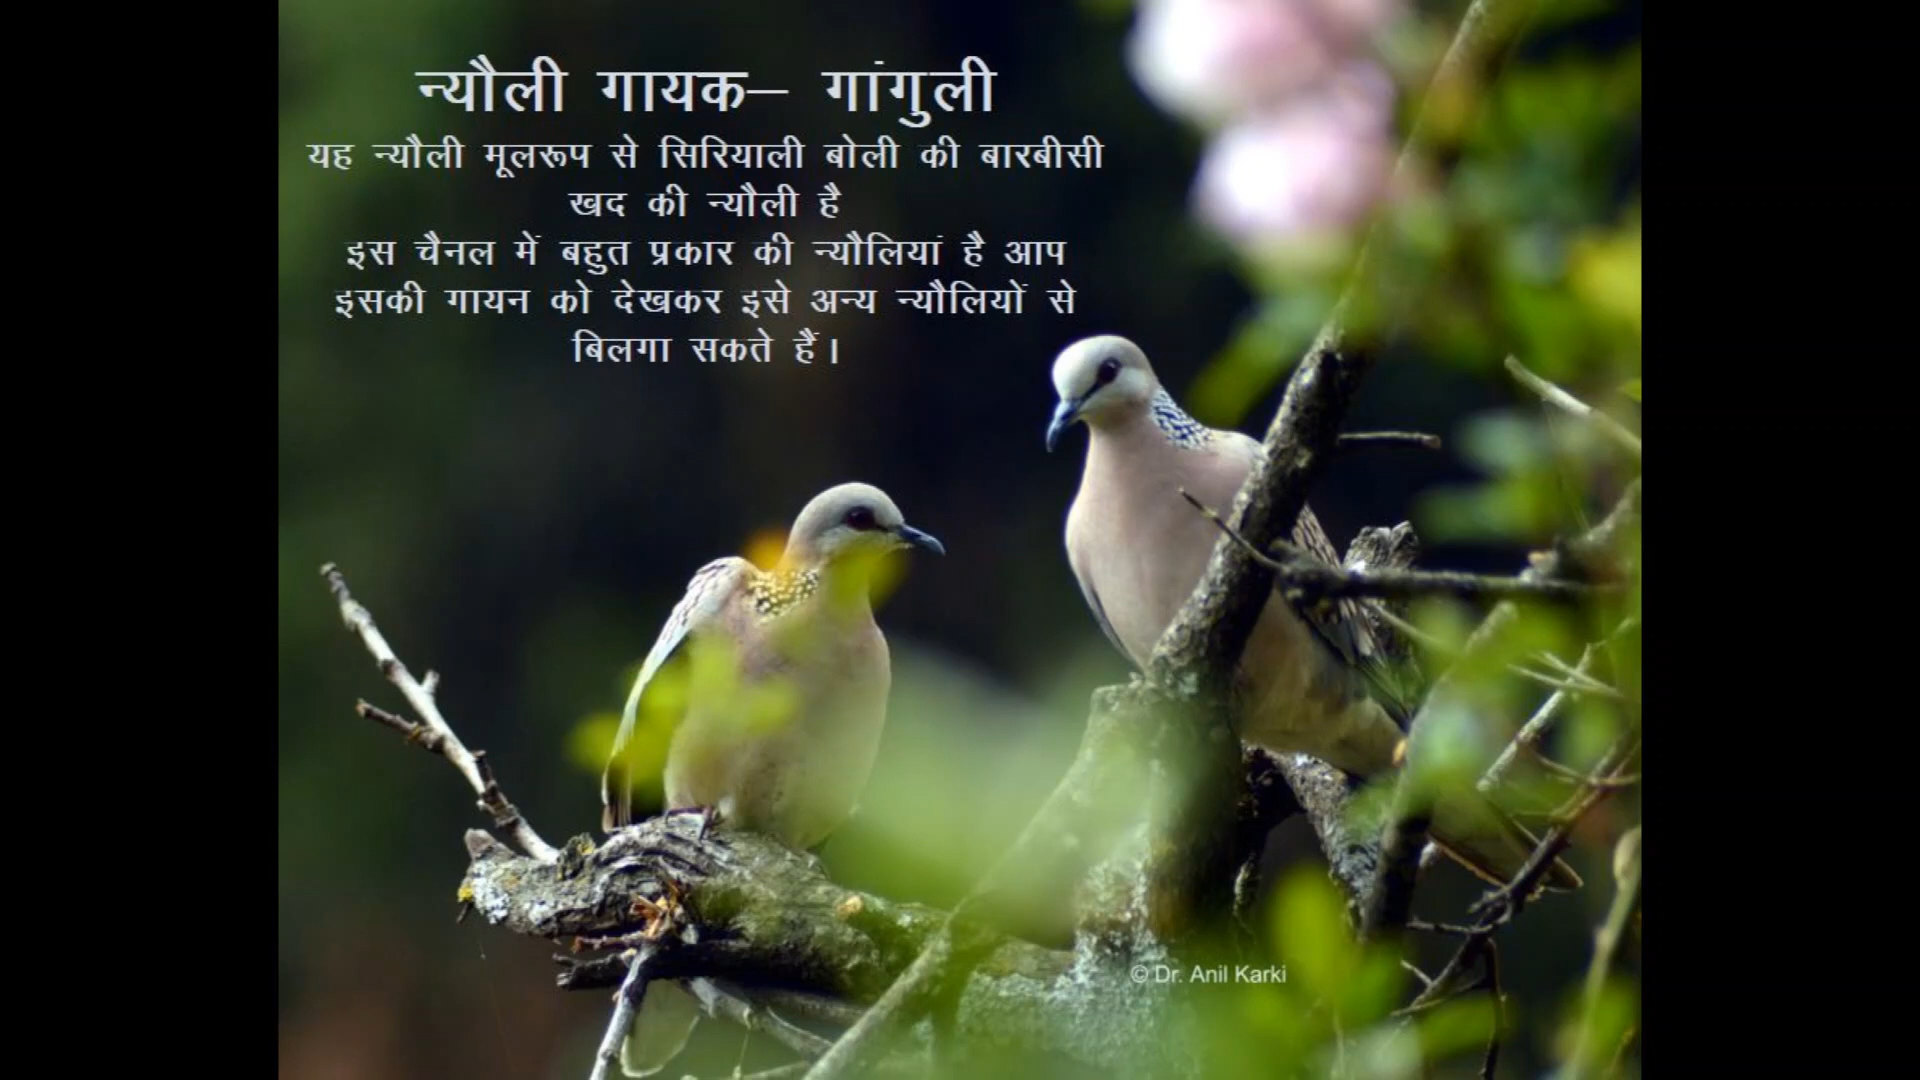 न्यौली गायक– गांगुली
यह न्यौली मूलरूप से सिरियाली बोली की बारबीसी
खद की न्यौली है
इस चैनल में बहुत प्रकार की न्यौलियां है आप
इसकी गायन को देखकर इसे अन्य न्यौलियों से
बिलगा सकते हैं।
© Dr. Anil Karki